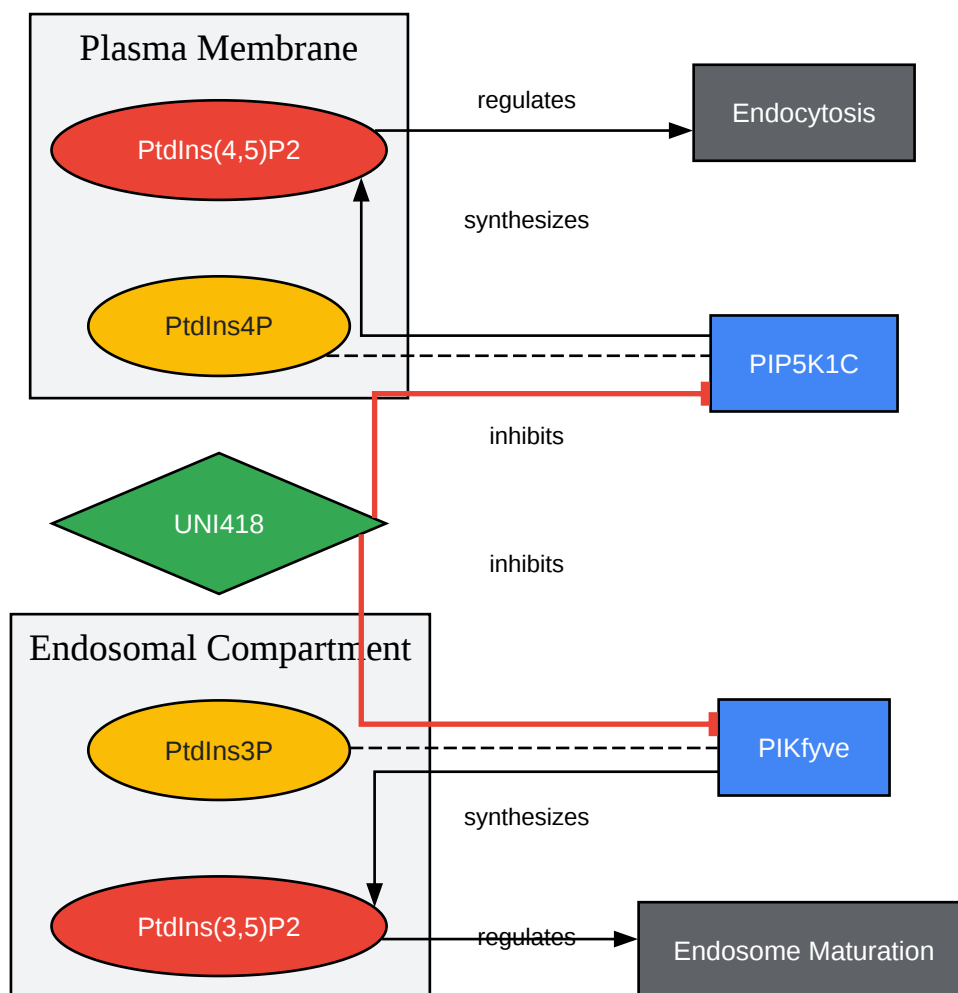 Plasma Membrane
regulates
Endocytosis
PtdIns(4,5)P2
synthesizes
PtdIns4P
PIP5K1C
inhibits
UNI418
inhibits
Endosomal Compartment
PtdIns3P
PIKfyve
synthesizes
PtdIns(3,5)P2
regulates
Endosome Maturation